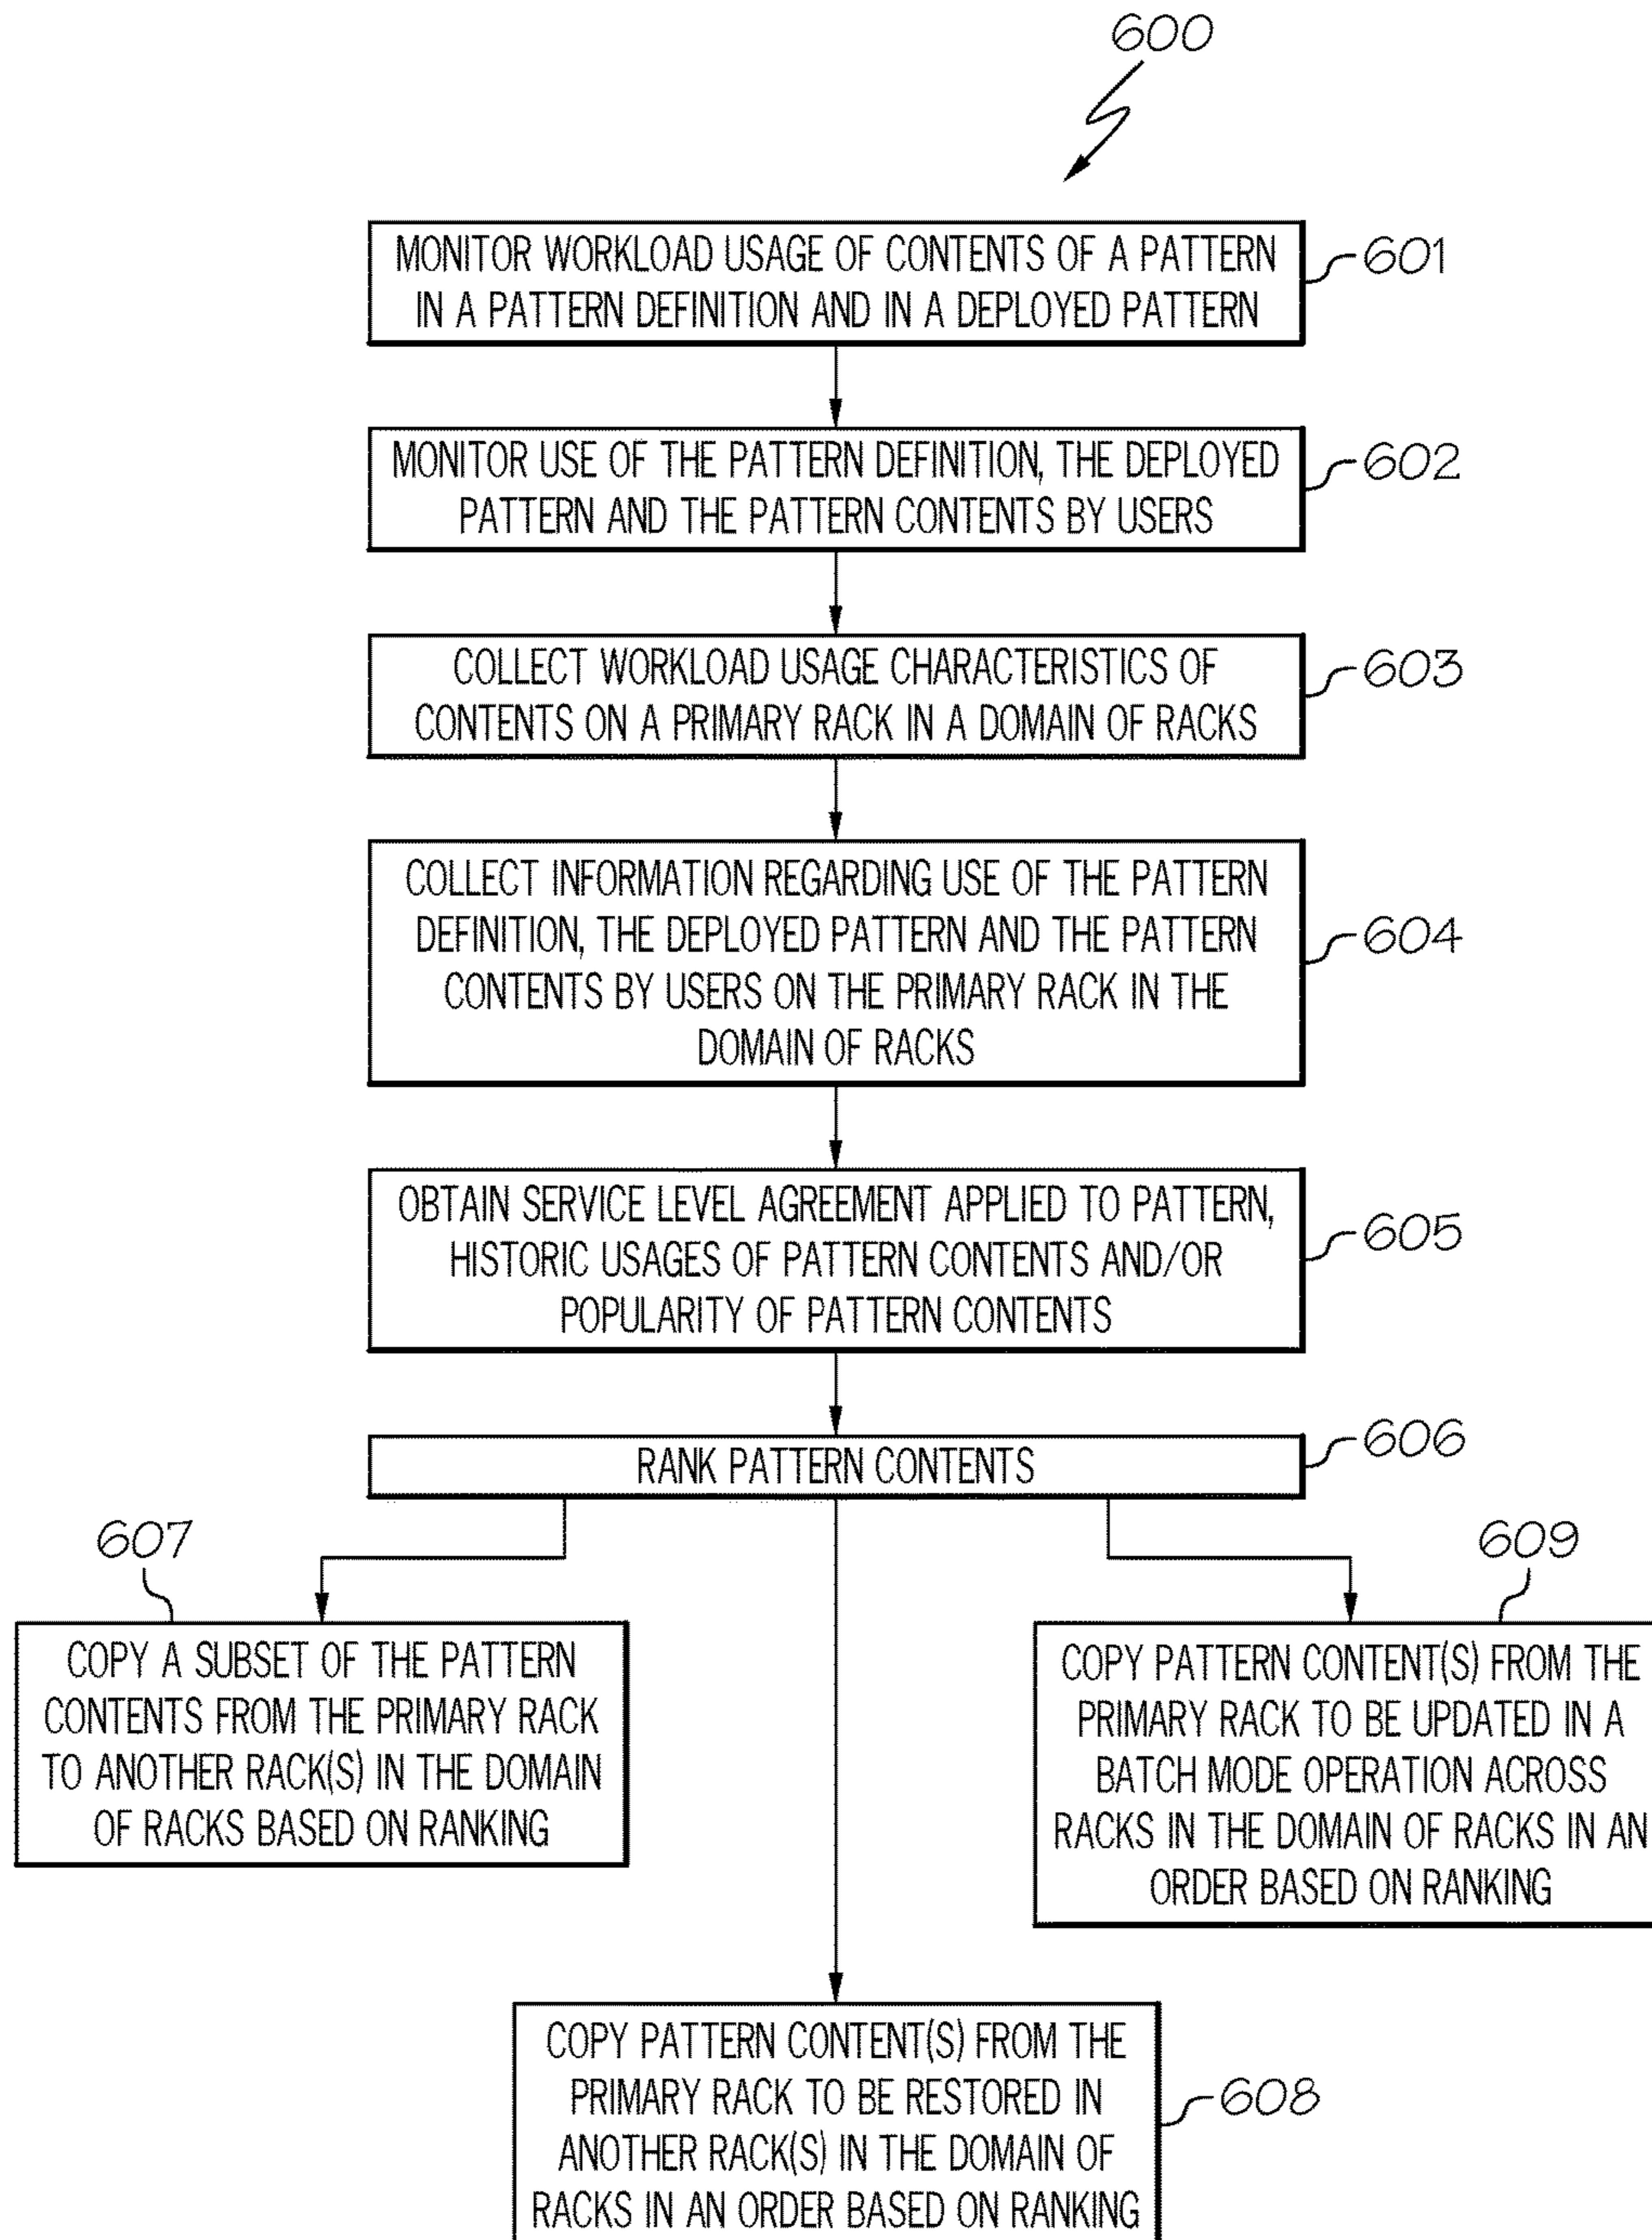 600
MONITOR WORKLOAD USAGE OF CONTENTS OF A PATTERN
IN A PATTERN DEFINITION AND IN A DEPLOYED PATTERN
601
MONITOR USE OF THE PATTERN DEFINITION, THE DEPLOYED
PATTERN AND THE PATTERN CONTENTS BY USERS
602
COLLECT WORKLOAD USAGE CHARACTERISTICS OF
CONTENTS ON A PRIMARY RACK IN A DOMAIN OF RACKS
603
COLLECT INFORMATION REGARDING USE OF THE PATTERN
DEFINITION, THE DEPLOYED PATTERN AND THE PATTERN
CONTENTS BY USERS ON THE PRIMARY RACK IN THE
DOMAIN OF RACKS
604
OBTAIN SERVICE LEVEL AGREEMENT APPLIED TO PATTERN,
HISTORIC USAGES OF PATTERN CONTENTS AND/OR
POPULARITY OF PATTERN CONTENTS
605
RANK PATTERN CONTENTS
606
607
COPY A SUBSET OF THE PATTERN
CONTENTS FROM THE PRIMARY RACK
TO ANOTHER RACK(S) IN THE DOMAIN
OF RACKS BASED ON RANKING
609
COPY PATTERN CONTENT(S) FROM THE
PRIMARY RACK TO BE UPDATED IN A
BATCH MODE OPERATION ACROSS
RACKS IN THE DOMAIN OF RACKS IN AN
ORDER BASED ON RANKING
COPY PATTERN CONTENT(S) FROM THE
PRIMARY RACK TO BE RESTORED IN
ANOTHER RACK(S) IN THE DOMAIN OF
RACKS IN AN ORDER BASED ON RANKING
608